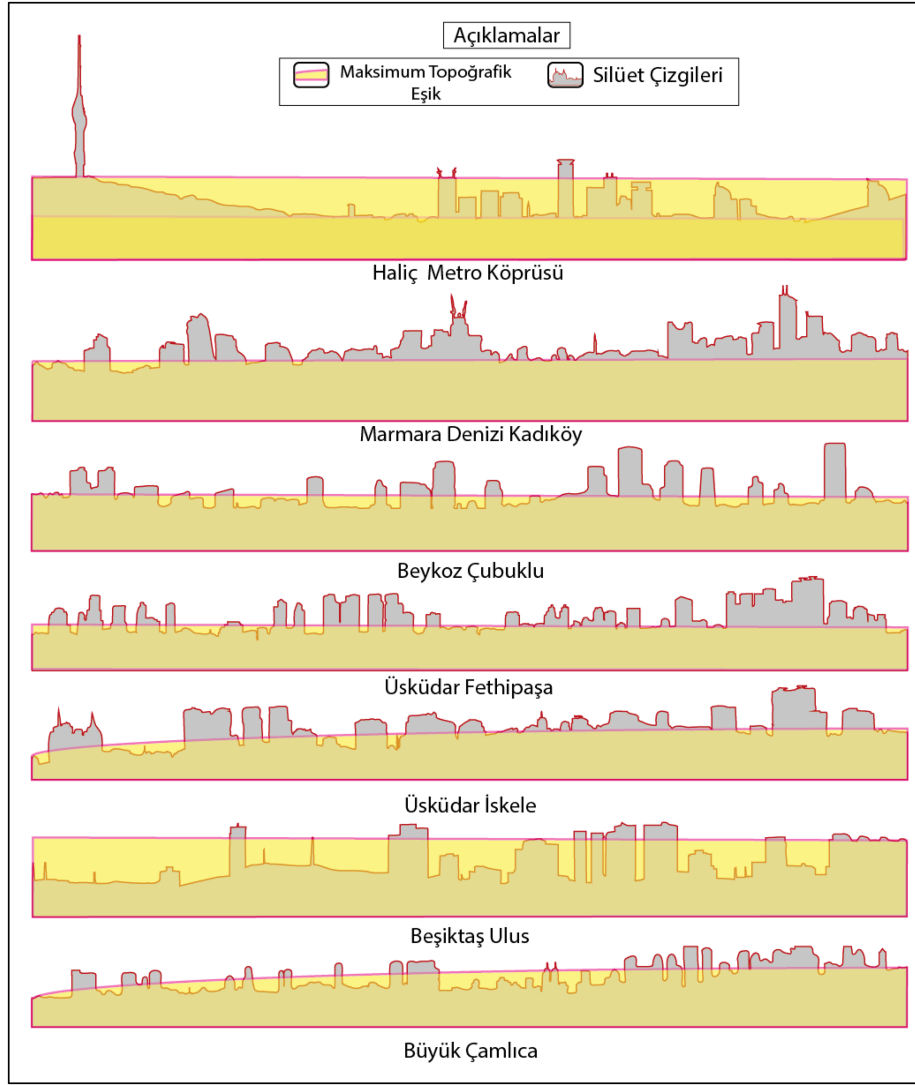 Açıklamalar
Maksimum Topoğrafik
Eşik
Silüet Çizgileri
Haliç Metro Köprüsü
Marmara Denizi Kadıköy
Beykoz Çubuklu
Üsküdar Fethipaşa
Üsküdar İskele
Beşiktaş Ulus
Büyük Çamlıca